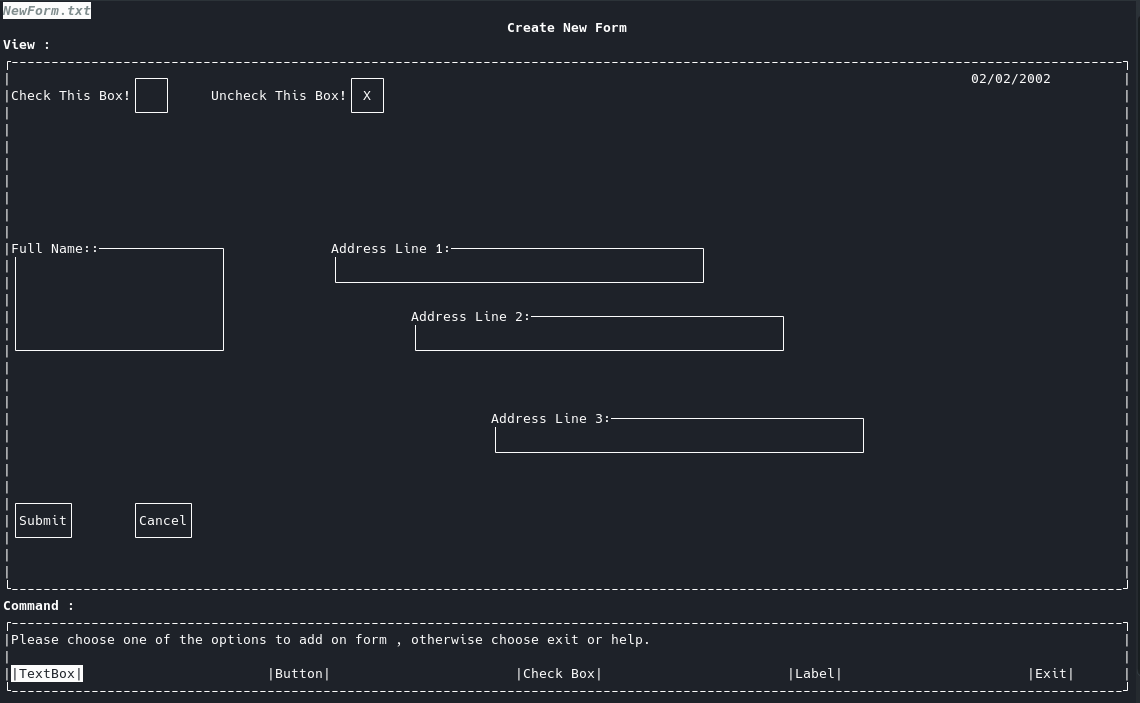 NewForm.txt
Create New Form
View :
02/02/2002
Check This Box! Uncheck This Box! X
Full Name:: Address Line 1:
Address Line 2:
Address Line 3:
Submit Cancel
Command :
Please choose one of the options to add on form , otherwise choose exit or help.
|TextBox| |Button| |Check Box| |Label| |Exit|